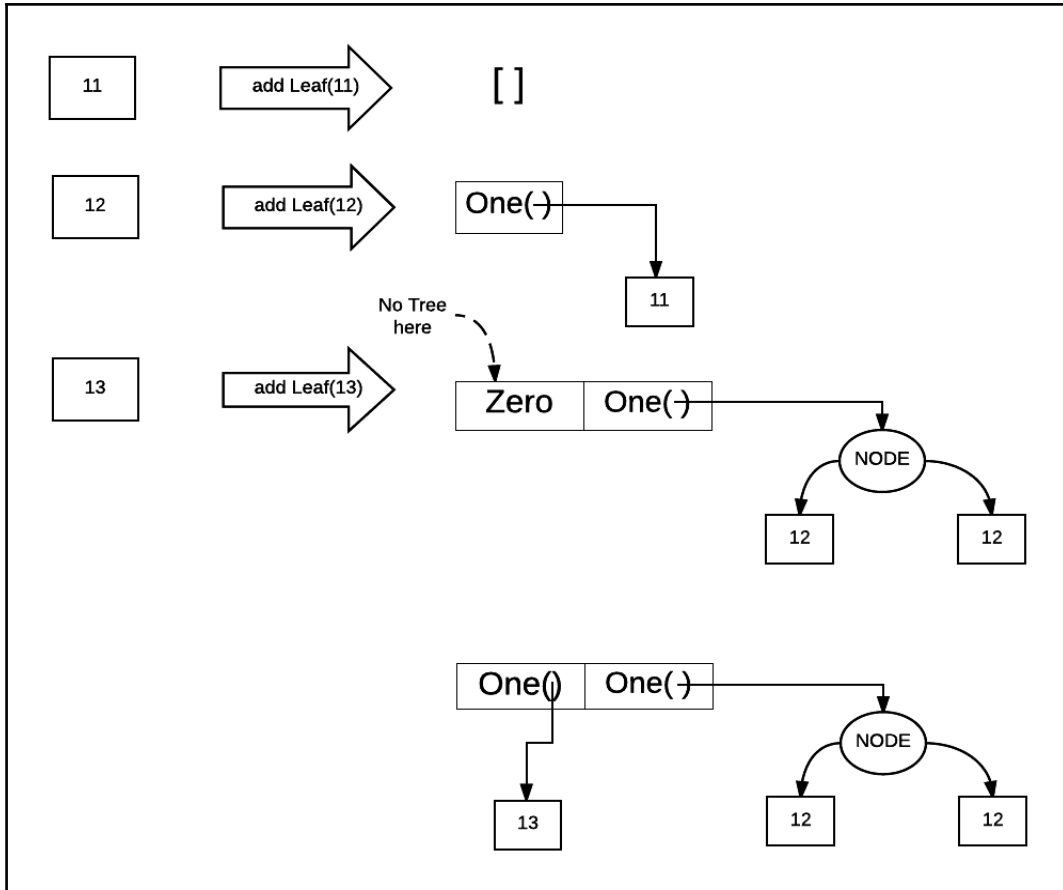 11
add Leaf(11)
[ ]
12
add Leaf(12)
One( )
11
No Tree
here
13
add Leaf(13)
Zero
One( )
NODE
12
12
One()
One( )
NODE
13
12
12